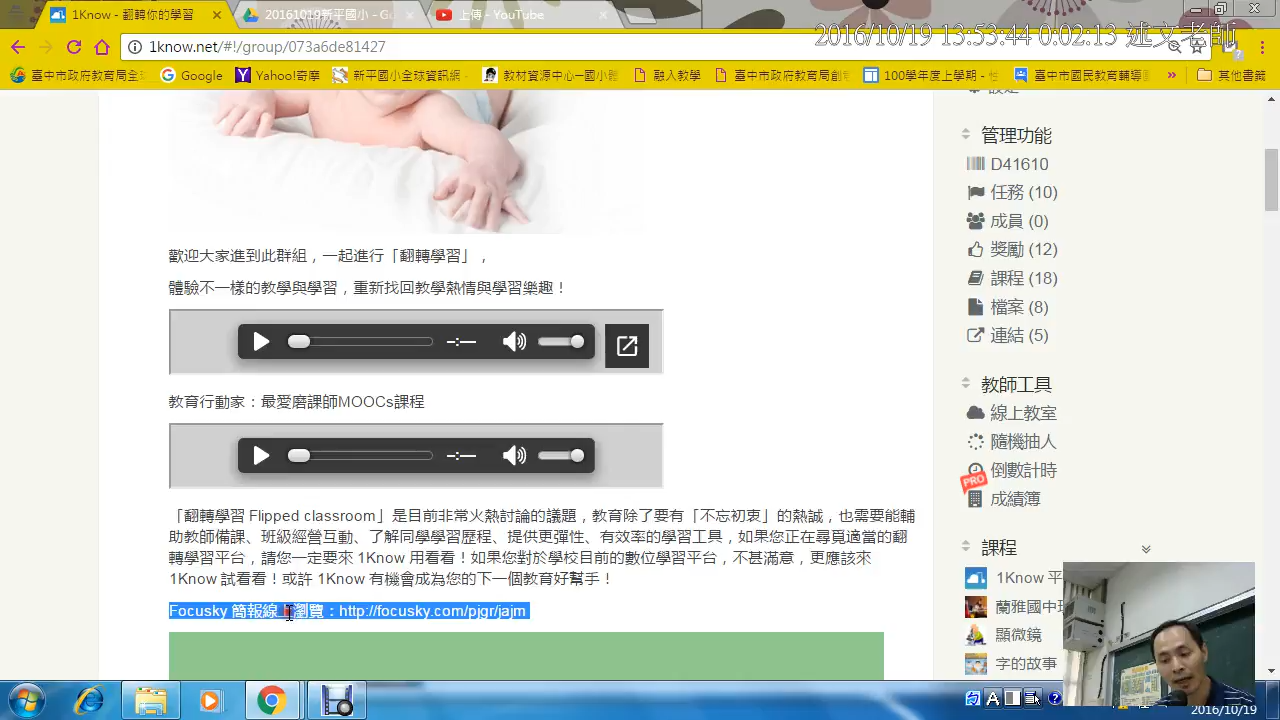 1Know - 翻轉你的學習
20161019新平國小 - Gu
上傳 - YouTube
2016/10/19 13:53:44 0:02:13 述文老師
1know.net/#!/group/073a6de81427
臺中市政府教育局全球
Google
Yahoo!奇摩
新平國小全球資訊網 -
教材資源中心—國小體
融入教學
臺中市政府教育局創
100學年度上學期 - 性
臺中市國民教育輔導團
»
其他書籤
管理功能
D41610
任務 (10)
成員 (0)
獎勵 (12)
課程 (18)
檔案 (8)
連結 (5)
教師工具
線上教室
隨機抽人
倒數計時
PRO
成績簿
課程
1Know 平
蘭雅國中
顯微鏡
字的故事
歡迎大家進到此群組，一起進行「翻轉學習」，
體驗不一樣的教學與學習，重新找回教學熱情與學習樂趣！
-:—
教育行動家：最愛磨課師MOOCs課程
-:—
「翻轉學習 Flipped classroom」是目前非常火熱討論的議題，教育除了要有「不忘初衷」的熱誠，也需要能輔
助教師備課、班級經營互動、了解同學學習歷程、提供更彈性、有效率的學習工具，如果您正在尋覓適當的翻
轉學習平台，請您一定要來 1Know 用看看！如果您對於學校目前的數位學習平台，不甚滿意，更應該來
1Know 試看看！或許 1Know 有機會成為您的下一個教育好幫手！
Focusky 簡報線上瀏覽：http://focusky.com/pjgr/jajm
2016/10/19